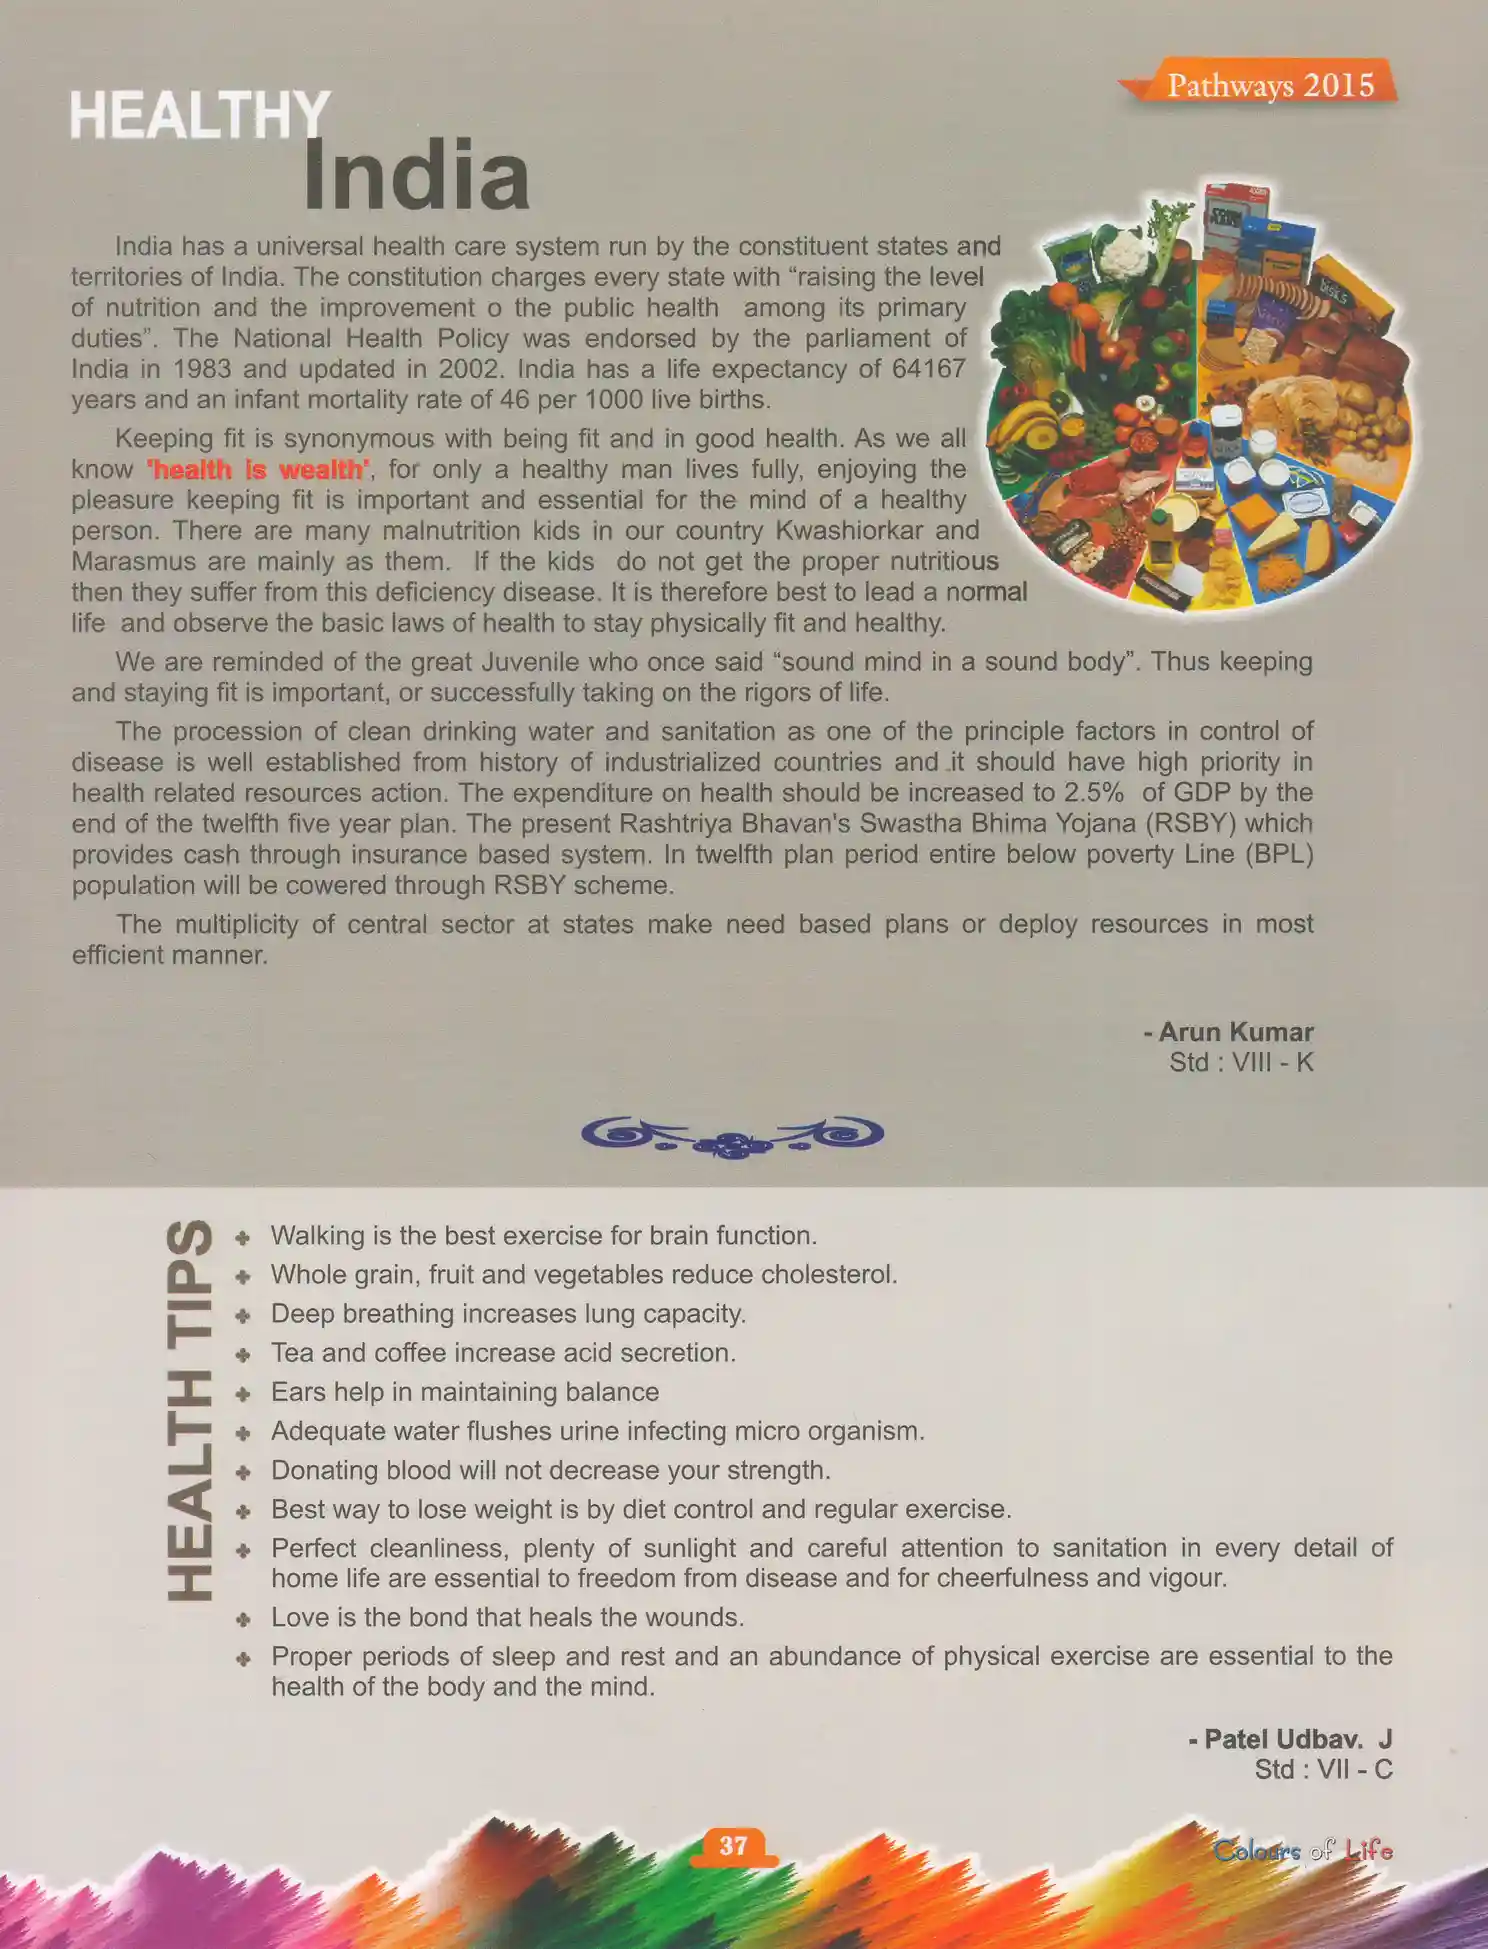 Pathways 2015
HEALTHY
India
India has a universal health care system run by the constituent states and
territories of India. The constitution charges every state with “raising the level
of nutrition and the improvement o the public health among its primary
duties”. The National Health Policy was endorsed by the parliament of
India in 1983 and updated in 2002. India has a life expectancy of 64167
years and an infant mortality rate of 46 per 1000 live births.
Keeping fit is synonymous with being fit and in good health. As we all
know 'health is wealth', for only a healthy man lives fully, enjoying the
pleasure keeping fit is important and essential for the mind of a healthy
person. There are many malnutrition kids in our country Kwashiorkar and
Marasmus are mainly as them. If the kids do not get the proper nutritious
then they suffer from this deficiency disease. It is therefore best to lead a normal
life and observe the basic laws of health to stay physically fit and healthy.
We are reminded of the great Juvenile who once said “sound mind in a sound body”. Thus keeping
and staying fit is important, or successfully taking on the rigors of life.
The procession of clean drinking water and sanitation as one of the principle factors in control of
disease is well established from history of industrialized countries and .it should have high priority in
health related resources action. The expenditure on health should be increased to 2.5% of GDP by the
end of the twelfth five year plan. The present Rashtriya Bhavan's Swastha Bhima Yojana (RSBY) which
provides cash through insurance based system. In twelfth plan period entire below poverty Line (BPL)
population will be cowered through RSBY scheme.
The multiplicity of central sector at states make need based plans or deploy resources in most
efficient manner.
- Arun Kumar
Std : VIII - K
HEALTH TIPS
Walking is the best exercise for brain function.
Whole grain, fruit and vegetables reduce cholesterol.
Deep breathing increases lung capacity.
Tea and coffee increase acid secretion.
Ears help in maintaining balance
Adequate water flushes urine infecting micro organism.
Donating blood will not decrease your strength.
Best way to lose weight is by diet control and regular exercise.
Perfect cleanliness, plenty of sunlight and careful attention to sanitation in every detail of
home life are essential to freedom from disease and for cheerfulness and vigour.
Love is the bond that heals the wounds.
Proper periods of sleep and rest and an abundance of physical exercise are essential to the
health of the body and the mind.
- Patel Udbav. J
Std : VII - C
37
Colours of Life